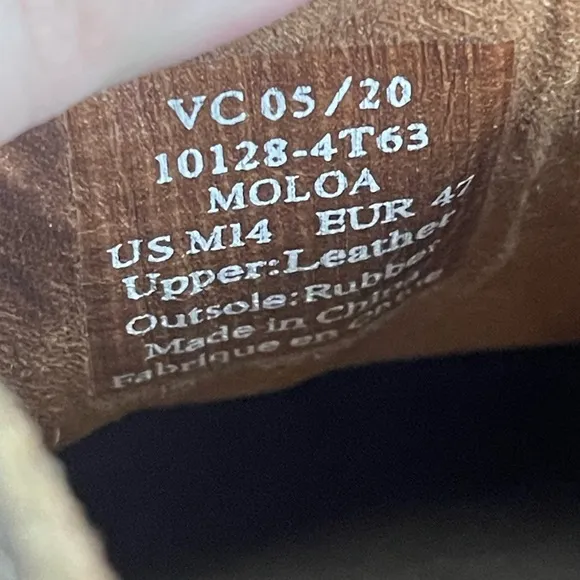 VC 05/20
10128-4T63
MOLOA
US M14 EUR 47
Upper:Leather
Outsole:Rubber
Made in China
Fabrique en